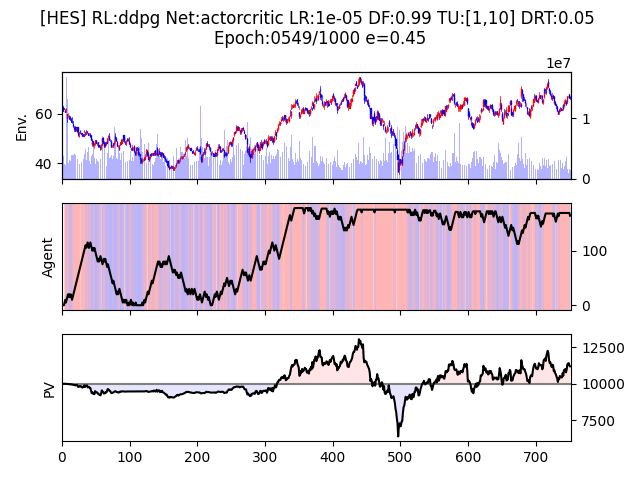 [HES] RL:ddpg Net:actorcritic LR:1e-05 DF:0.99 TU:[1,10] DRT:0.05
Epoch:0549/1000 e=0.45
1e7
Env.
60
40
1
0
Agent
100
0
PV
12500
10000
7500
0 100 200 300 400 500 600 700